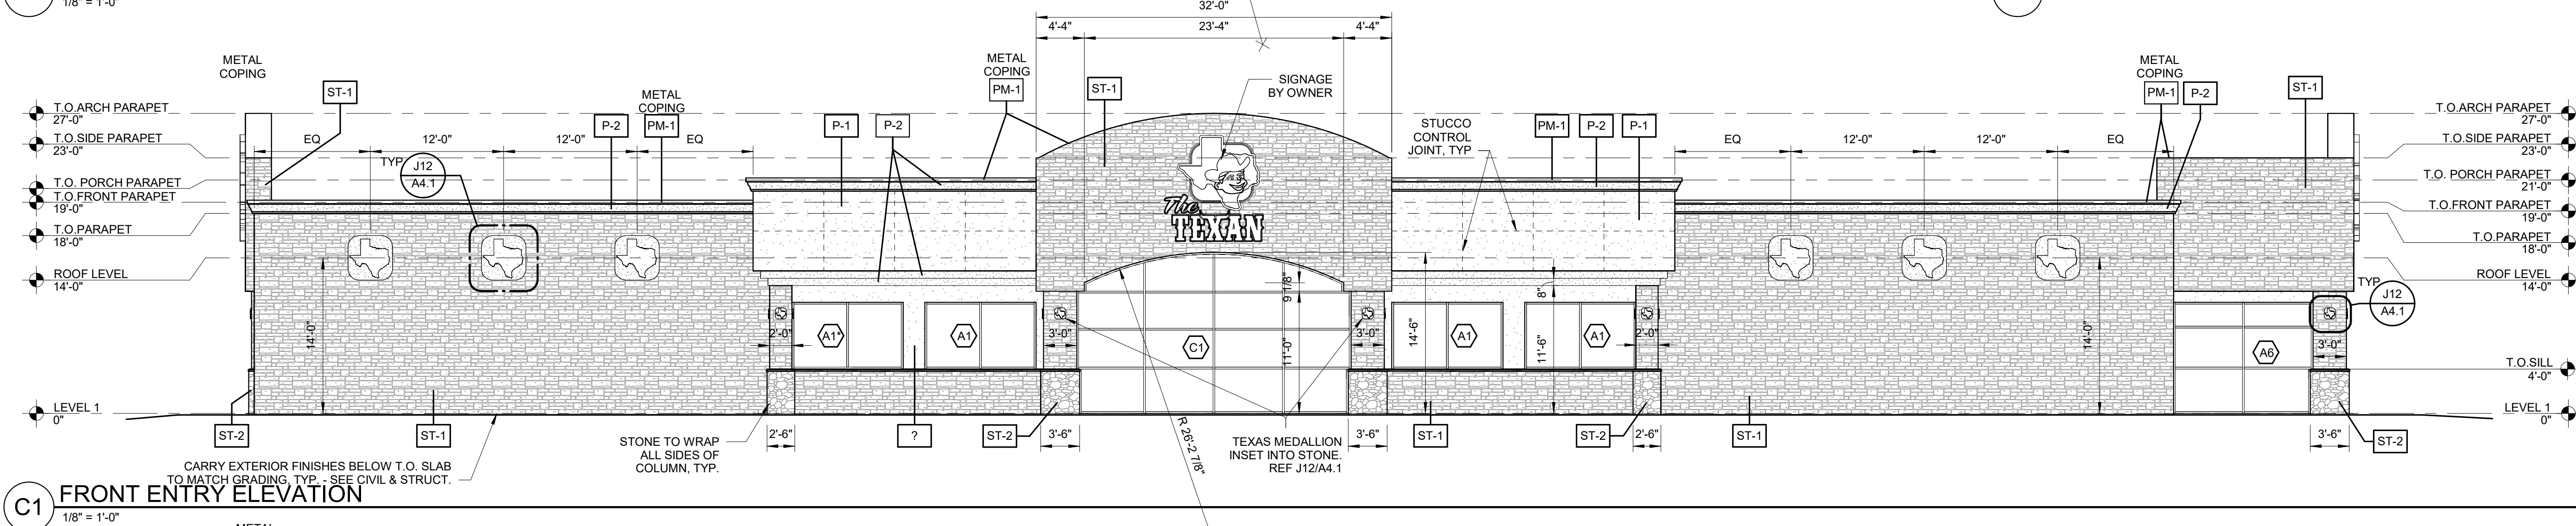 1/8" = 1'-0"
32'-0"
4'-4"
23'-4"
4'-4"
METAL
COPING
ST-1
METAL
COPING
P-2
PM-1
P-1
P-2
METAL
COPING
PM-1
ST-1
SIGNAGE
BY OWNER
STUCCO
CONTROL
JOINT, TYP
PM-1
P-2
P-1
METAL
COPING
PM-1
P-2
ST-1
T.O.ARCH PARAPET
27'-0"
T.O.SIDE PARAPET
23'-0"
T.O. PORCH PARAPET
T.O.FRONT PARAPET
19'-0"
T.O.PARAPET
18'-0"
ROOF LEVEL
14'-0"
LEVEL 1
0"
EQ
12'-0"
12'-0"
EQ
TYP
J12
A4.1
The
TEXAN
EQ
12'-0"
12'-0"
EQ
T.O.ARCH PARAPET
27'-0"
T.O.SIDE PARAPET
23'-0"
T.O. PORCH PARAPET
21'-0"
T.O.FRONT PARAPET
19'-0"
T.O.PARAPET
18'-0"
ROOF LEVEL
14'-0"
T.O.SILL
4'-0"
LEVEL 1
0"
TYP
J12
A4.1
14'-0"
2'-0"
A1*
A1
3'-0"
C1
9 1/8"
11'-0"
3'-0"
14'-6"
A1
8"
11'-6"
A1
2'-0"
14'-0"
A6
3'-0"
ST-2
ST-1
STONE TO WRAP
ALL SIDES OF
COLUMN, TYP.
2'-6"
?
ST-2
3'-6"
R 26'-2 7/8"
TEXAS MEDALLION
INSET INTO STONE.
REF J12/A4.1
3'-6"
ST-1
ST-2
2'-6"
ST-1
3'-6"
ST-2
CARRY EXTERIOR FINISHES BELOW T.O. SLAB
TO MATCH GRADING, TYP. - SEE CIVIL & STRUCT.
C1
FRONT ENTRY ELEVATION
1/8" = 1'-0"
METAL